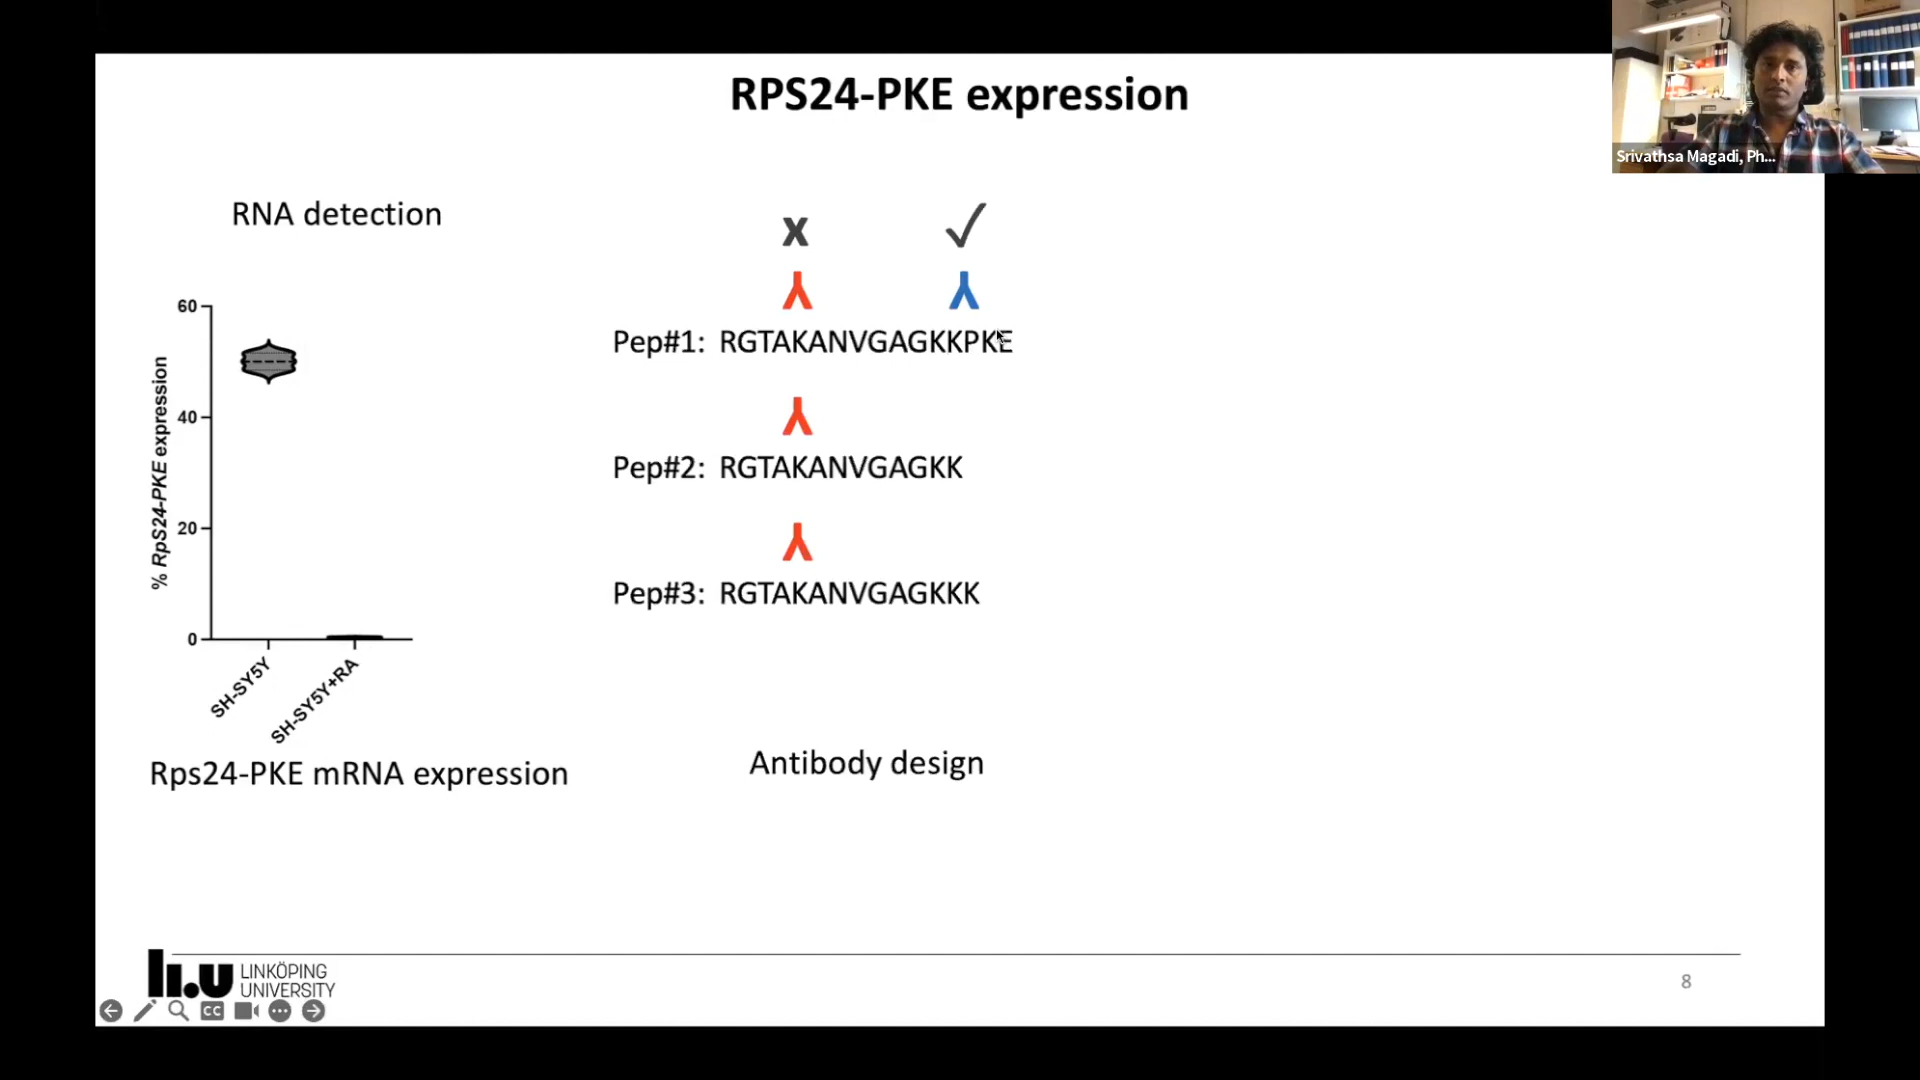 RPS24-PKE expression
Srivathsa Magadi, Ph...
RNA detection
x
60
40
20
0
% RpS24-PKE expression
SH-SY5Y
SH-SY5Y+RA
Rps24-PKE mRNA expression
Pep#1: RGTAKANVGAGKKPKE
Pep#2: RGTAKANVGAGKK
Pep#3: RGTAKANVGAGKKK
Antibody design
li.u LINKÖPING
UNIVERSITY
CC
8